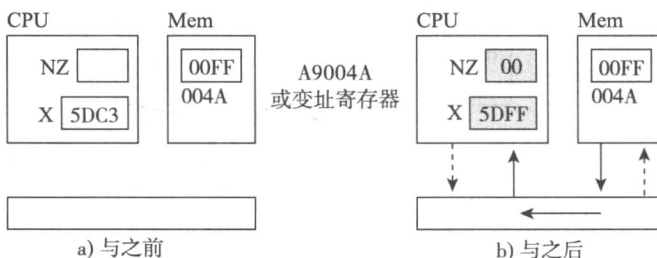 CPU Mem CPU Mem
NZ 00FF A9004A NZ 00 00FF
004A 或变址寄存器 004A
X 5DC3 X 5DFF
a) 与之前 b) 与之后